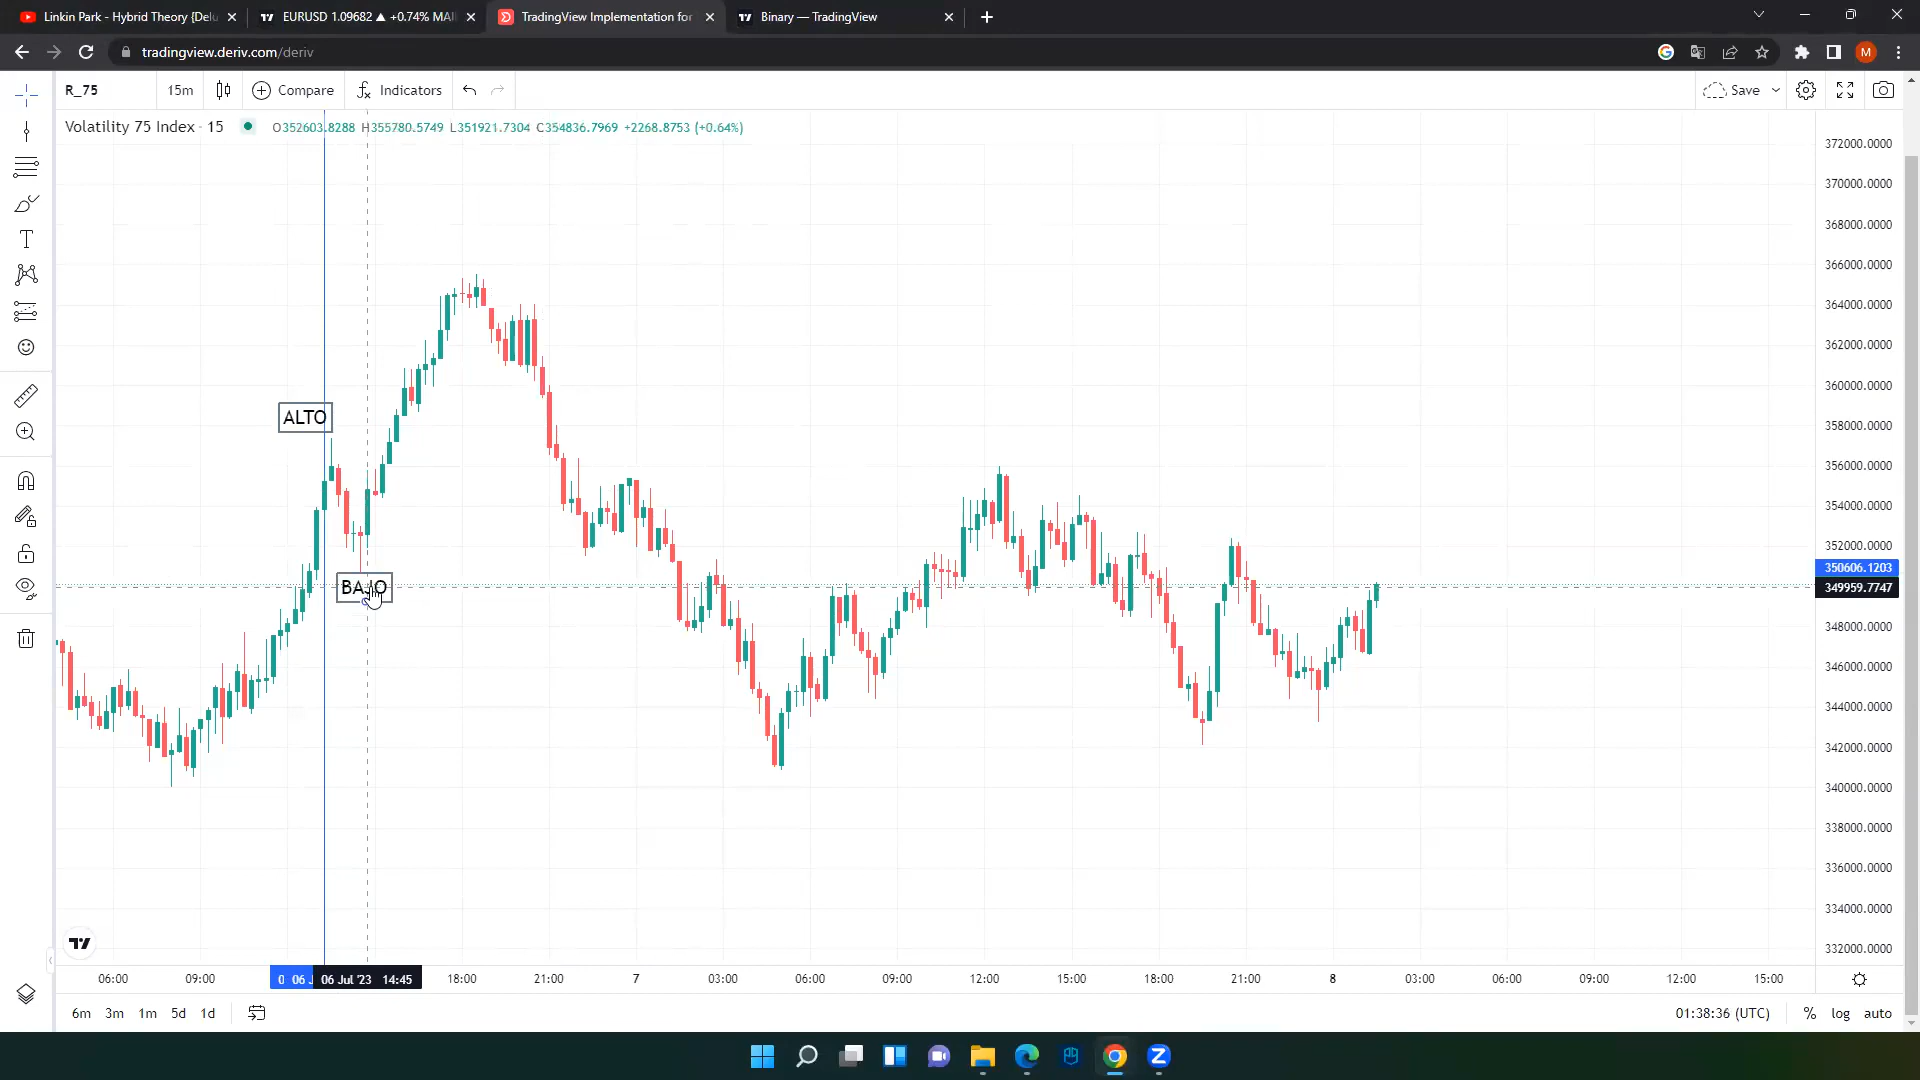 Linkin Park - Hybrid Theory {Delu
EURUSD 1.09682 ▲ +0.74% MAI
TradingView Implementation for
Binary — TradingView
tradingview.deriv.com/deriv
M
R_75
15m
Compare
Indicators
Save
Volatility 75 Index · 15
O352603.8288 H355780.5749 L351921.7304 C354836.7969 +2268.8753 (+0.64%)
372000.0000
370000.0000
368000.0000
366000.0000
364000.0000
362000.0000
360000.0000
358000.0000
356000.0000
354000.0000
352000.0000
350606.1203
349959.7747
348000.0000
346000.0000
344000.0000
342000.0000
340000.0000
338000.0000
336000.0000
334000.0000
332000.0000
ALTO
BAJO
06:00
09:00
0 06 J
06 Jul '23 14:45
18:00
21:00
7
03:00
06:00
09:00
12:00
15:00
18:00
21:00
8
03:00
06:00
09:00
12:00
15:00
6m 3m 1m 5d 1d
01:38:36 (UTC)
% log auto